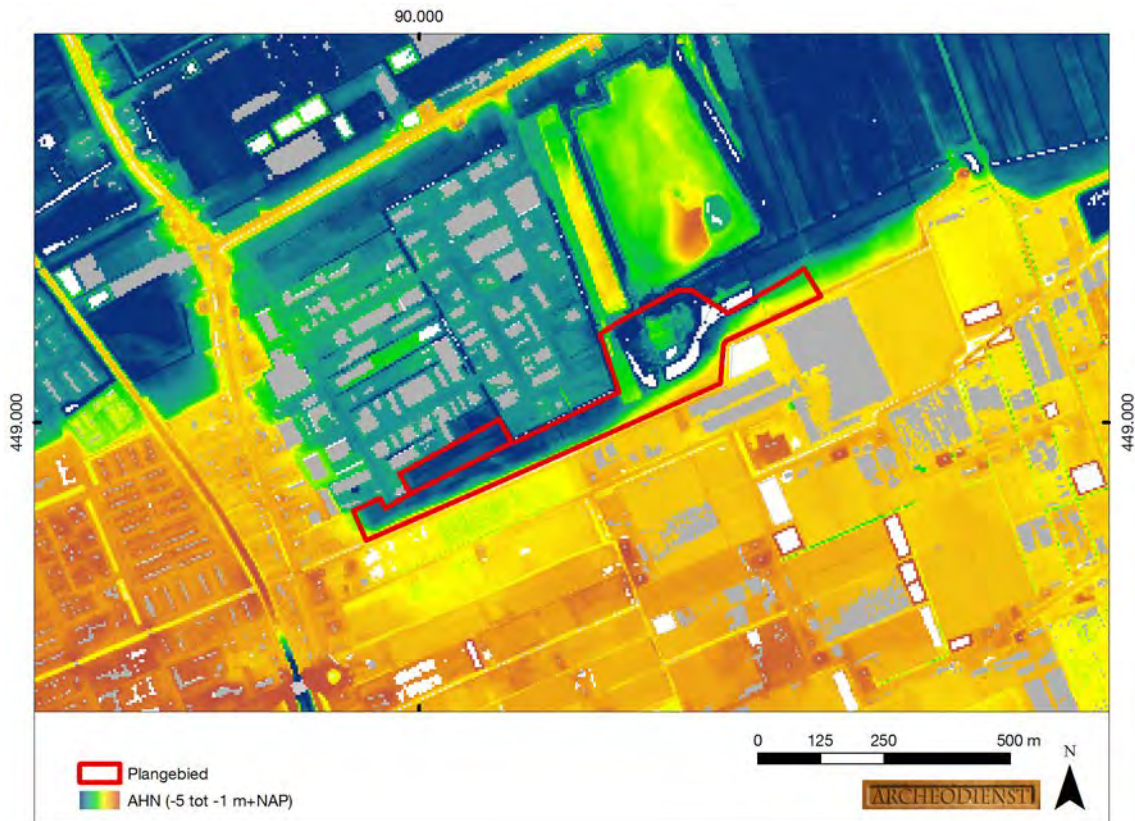 90.000
449.000
449.000
0 125 250 500 m
N
Plangebied
AHN (-5 tot -1 m+NAP)
ARCHEODIENST